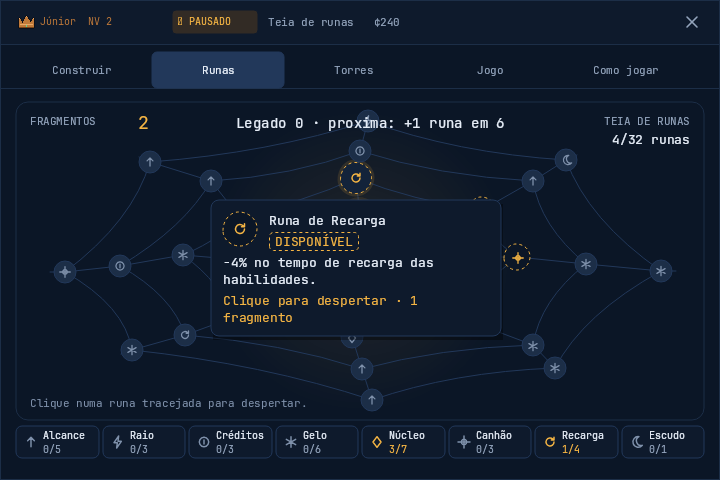 Júnior NV 2
PAUSADO
Teia de runas $240
Construir
Runas
Torres
Jogo
Como jogar
FRAGMENTOS 2
Legado 0 · proxima: +1 runa em 6
TEIA DE RUNAS
4/32 runas
Runa de Recarga
DISPONÍVEL
-4% no tempo de recarga das
habilidades.
Clique para despertar · 1
fragmento
Clique numa runa tracejada para despertar.
Alcance
0/5
Raio
0/3
Créditos
0/3
Gelo
0/6
Núcleo
3/7
Canhão
0/3
Recarga
1/4
Escudo
0/1